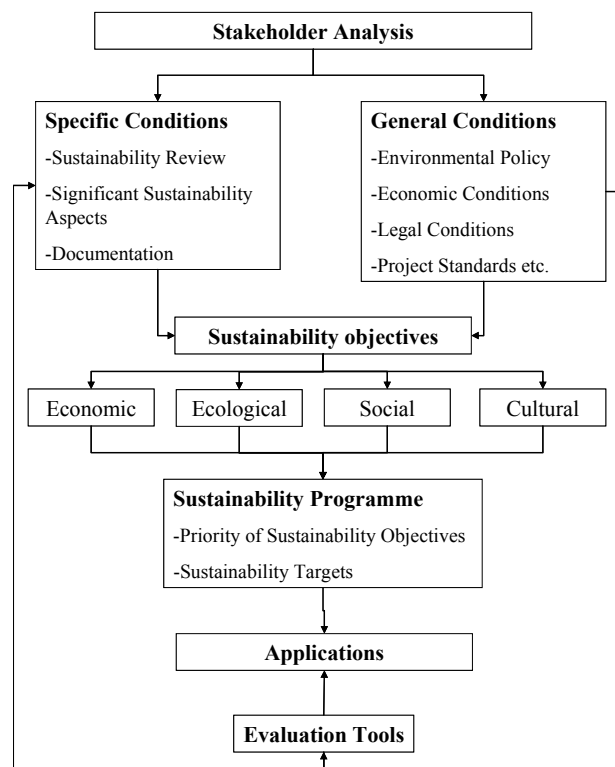 Stakeholder Analysis
Specific Conditions
-Sustainability Review
-Significant Sustainability
Aspects
-Documentation
General Conditions
-Environmental Policy
-Economic Conditions
-Legal Conditions
-Project Standards etc.
Sustainability objectives
Economic
Ecological
Social
Cultural
Sustainability Programme
-Priority of Sustainability Objectives
-Sustainability Targets
Applications
Evaluation Tools